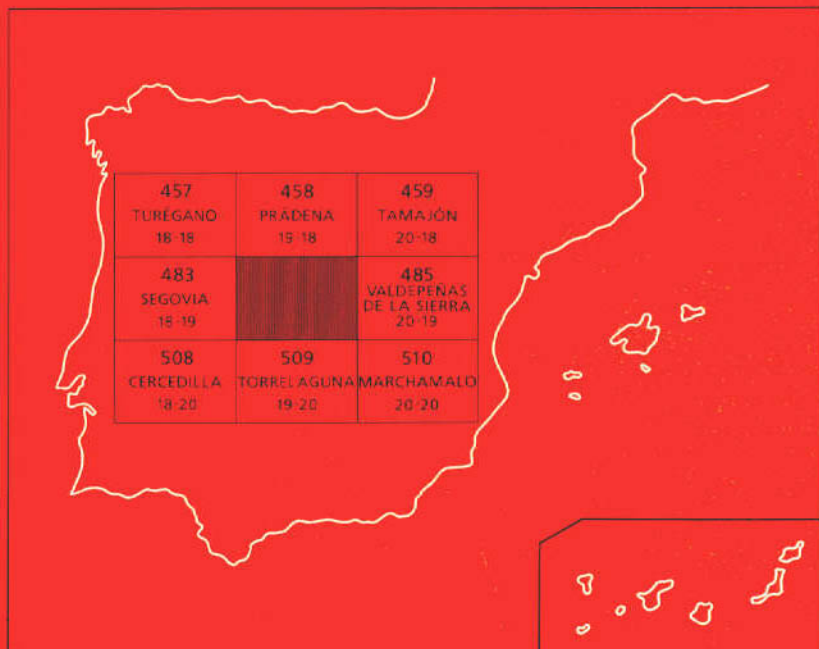 457
TURÉGANO
18-18
458
PRÁDENA
19-18
459
TAMAJÓN
20-18
483
SEGOVIA
18-19
485
VALDEPEÑAS
DE LA SIERRA
20-19
508
CERCEDILLA
18-20
509
TORRELAGUNA
19-20
510
MARCHAMALO
20-20